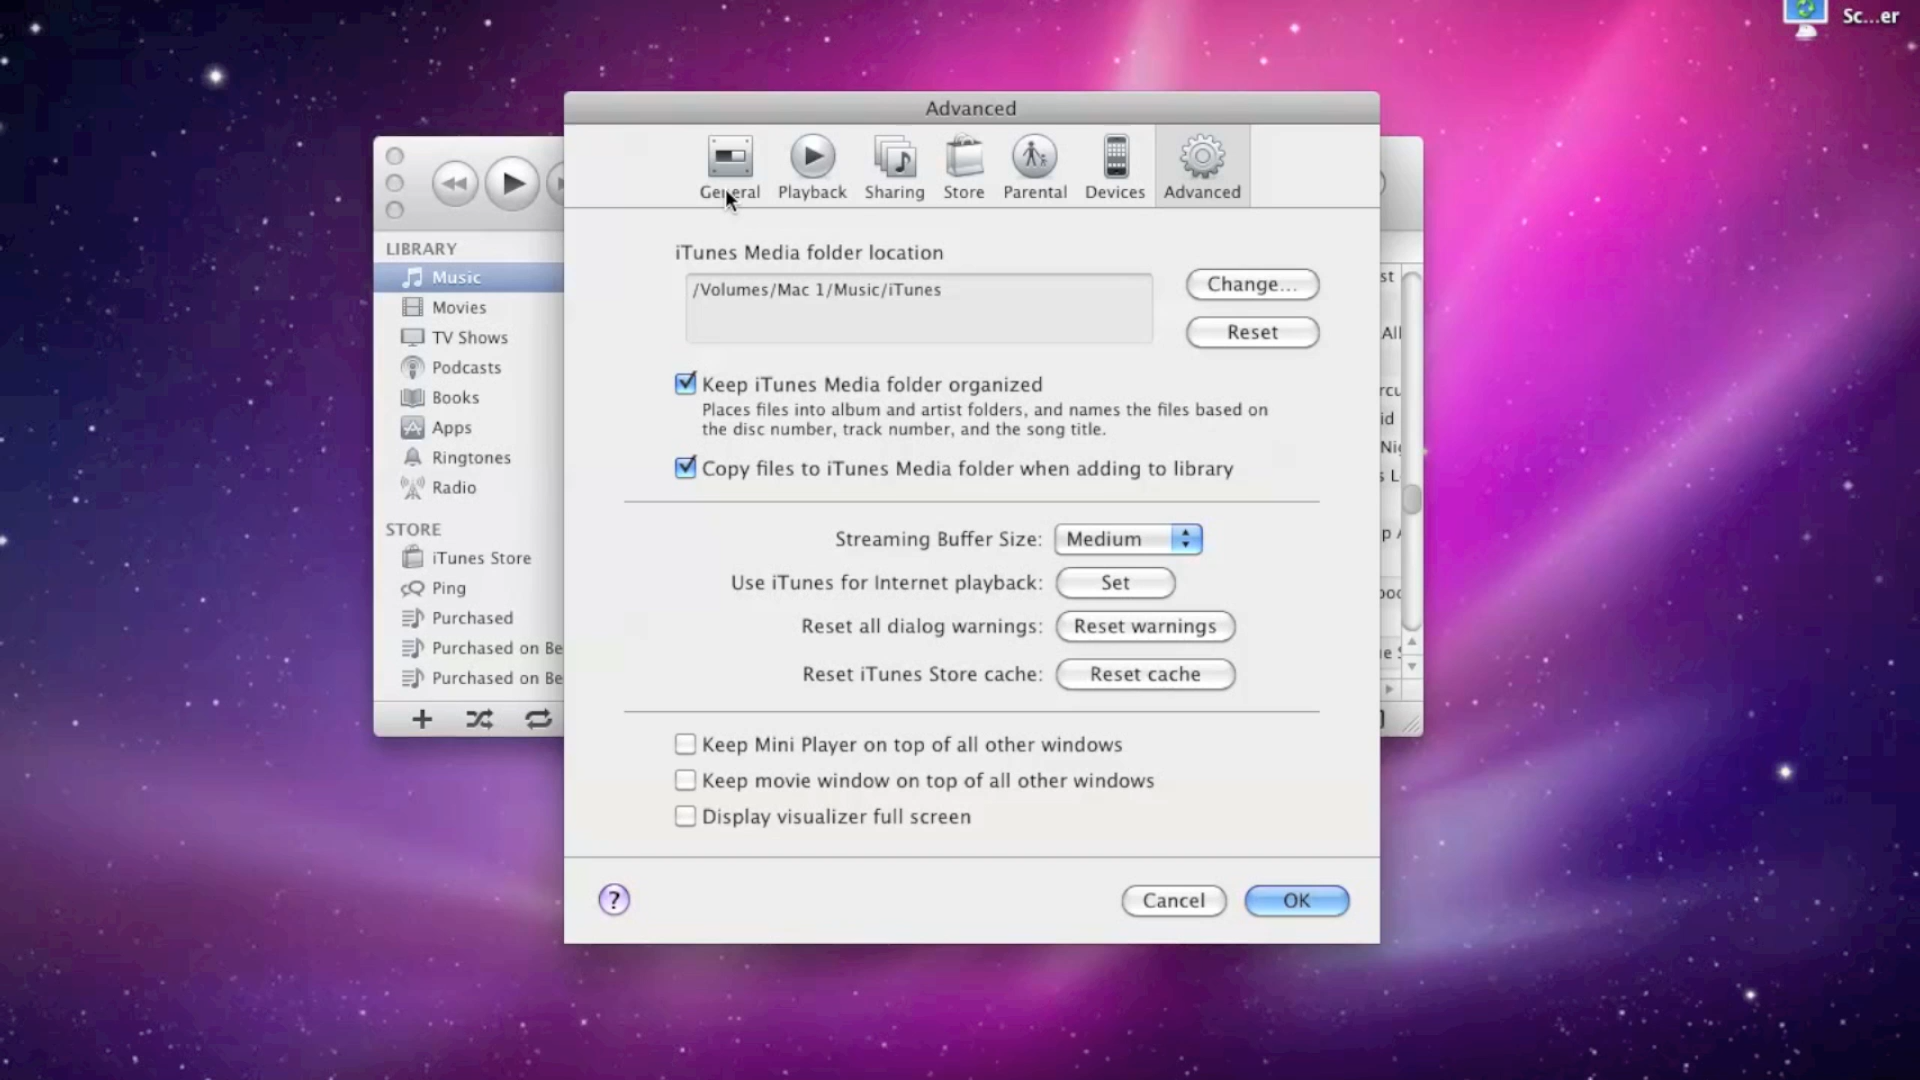 Sc...er
Advanced
General Playback Sharing Store Parental Devices Advanced
LIBRARY
Music
Movies
TV Shows
Podcasts
Books
Apps
Ringtones
Radio
STORE
iTunes Store
Ping
Purchased
Purchased on Be
Purchased on Be
iTunes Media folder location
/Volumes/Mac 1/Music/iTunes
Change...
Reset
Keep iTunes Media folder organized
Places files into album and artist folders, and names the files based on
the disc number, track number, and the song title.
Copy files to iTunes Media folder when adding to library
Streaming Buffer Size: Medium
Use iTunes for Internet playback: Set
Reset all dialog warnings: Reset warnings
Reset iTunes Store cache: Reset cache
Keep Mini Player on top of all other windows
Keep movie window on top of all other windows
Display visualizer full screen
? Cancel OK
st
All
rcu
id
Nig
s L